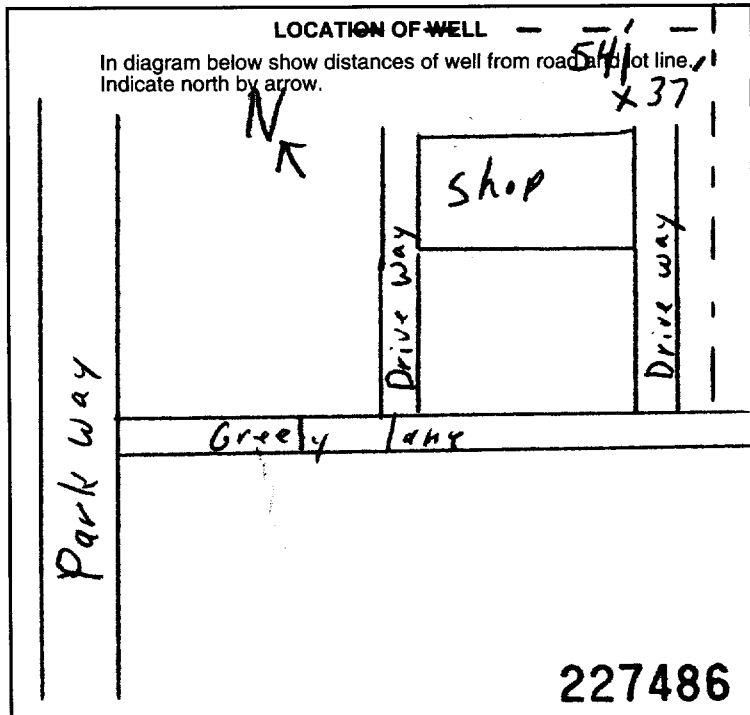 LOCATION OF WELL
In diagram below show distances of well from road and lot line.
Indicate north by arrow.
54'
x 37'
N
Shop
Drive Way
Drive way
Greely lane
Park Way
227486